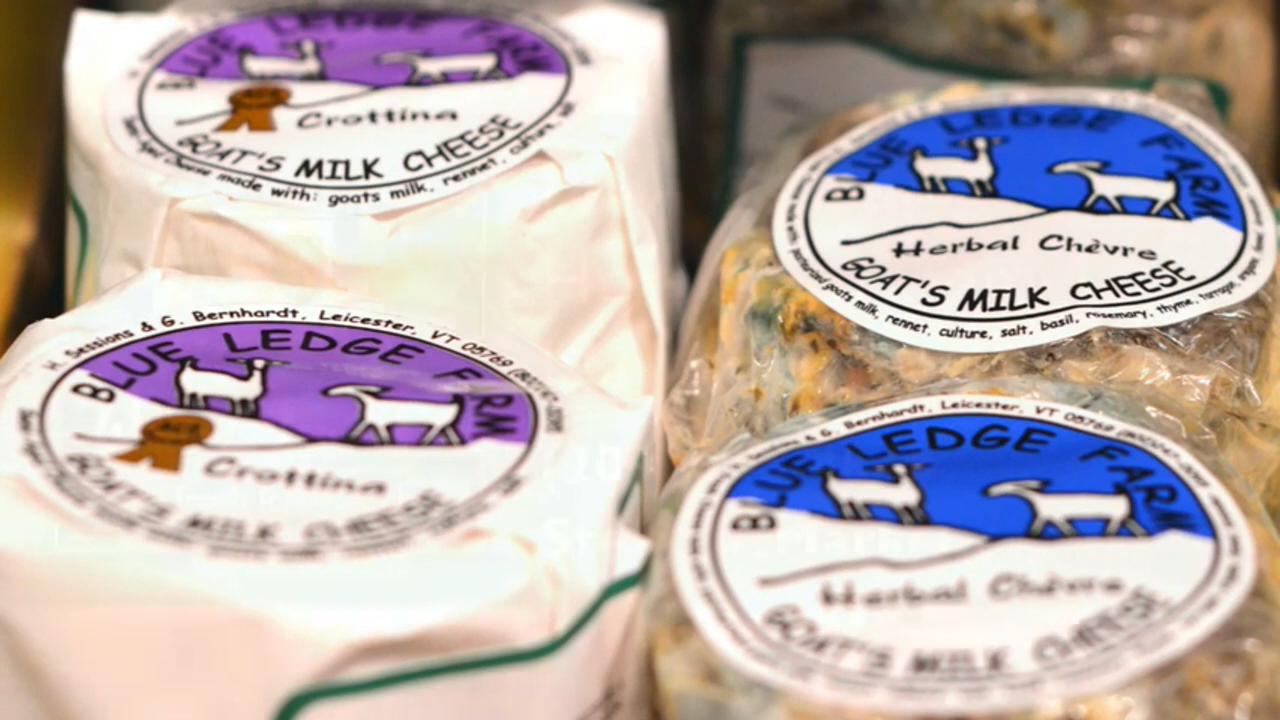 BLUE LEDGE FARM
Crottina
GOAT'S MILK CHEESE
cheese made with: goats milk, rennet, culture, salt
BLUE LEDGE FARM
Herbal Chèvre
GOAT'S MILK CHEESE
goats milk, rennet, culture, salt, basil, rosemary, thyme, tarragon,
H. Sessions & G. Bernhardt, Leicester, VT 05769
BLUE LEDGE FARM
Crottina
GOAT'S MILK CHEESE
& G. Bernhardt, Leicester, VT 05769
BLUE LEDGE FARM
Herbal Chèvre
GOAT'S MILK CHEESE